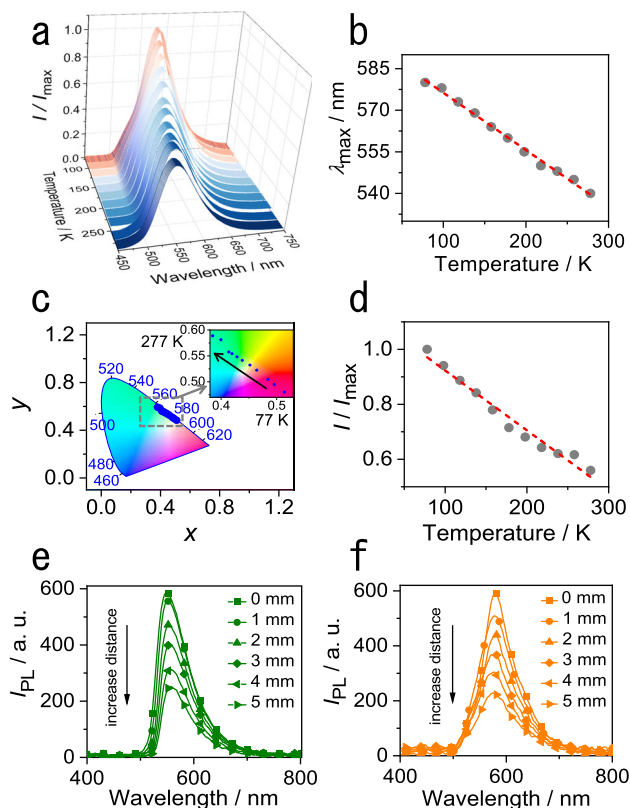 a
I / Imax
1.0
0.8
0.6
0.4
0.2
0.0
100
150
200
250
Temperature / K
450
500
550
600
650
700
750
Wavelength / nm
b
λmax / nm
585
570
555
540
100
200
300
Temperature / K
c
y
1.2
0.6
0.0
0.0
0.6
1.2
x
520
540
560
580
600
620
500
480
460
277 K
0.60
0.55
0.50
0.4
0.5
77 K
d
I / Imax
1.0
0.8
0.6
100
200
300
Temperature / K
e
IPL / a. u.
600
400
200
0
increase distance
0 mm
1 mm
2 mm
3 mm
4 mm
5 mm
400
600
800
Wavelength / nm
f
IPL / a. u.
600
400
200
0
increase distance
0 mm
1 mm
2 mm
3 mm
4 mm
5 mm
400
600
800
Wavelength / nm